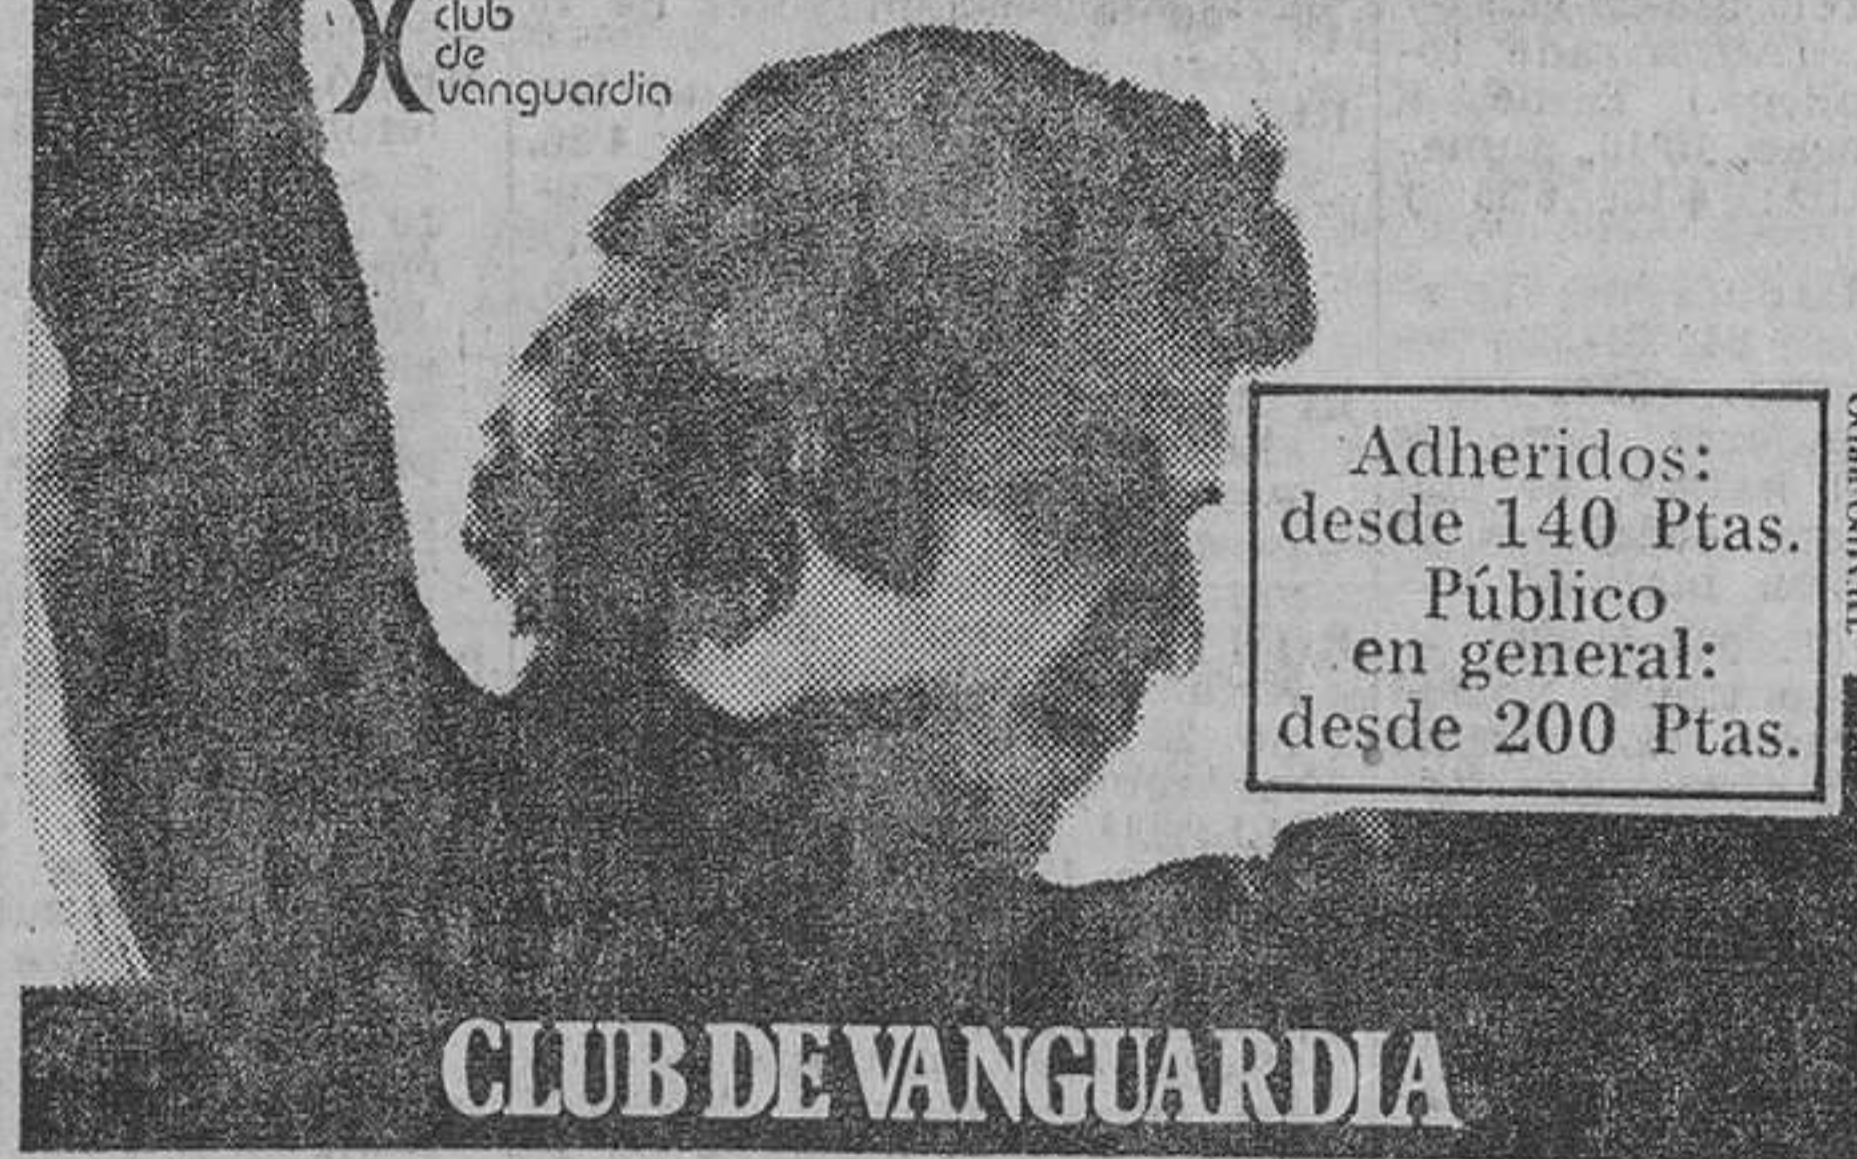 club
de
vanguardia
Adheridos:
desde 140 Ptas.
Público
en general:
desde 200 Ptas.
CLUB DE VANGUARDIA